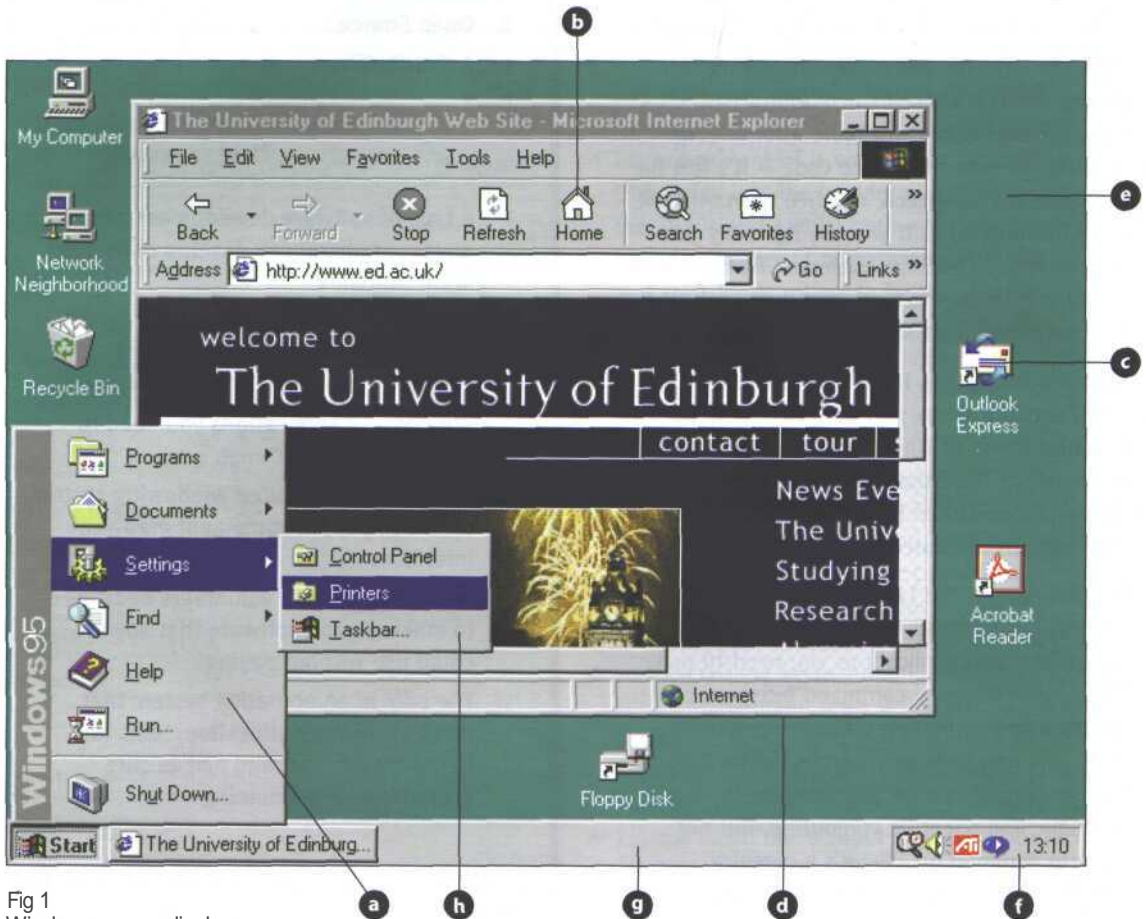 b
My Computer
The University of Edinburgh Web Site - Microsoft Internet Explorer
File Edit View Favorites Tools Help
e
Back Forward Stop Refresh Home Search Favorites History »
Network
Neighborhood
Address http://www.ed.ac.uk/ Go Links »
welcome to
The University of Edinburgh
Recycle Bin
c
Outlook
Express
contact tour s
Programs
Documents
Settings
Find
Help
Run...
Shut Down...
Windows95
Control Panel
Printers
Taskbar...
News Eve
The Univ
Studying
Research
Acrobat
Reader
Internet
Floppy Disk
Start The University of Edinburg... ATI 13:10
Fig 1
a h g d f